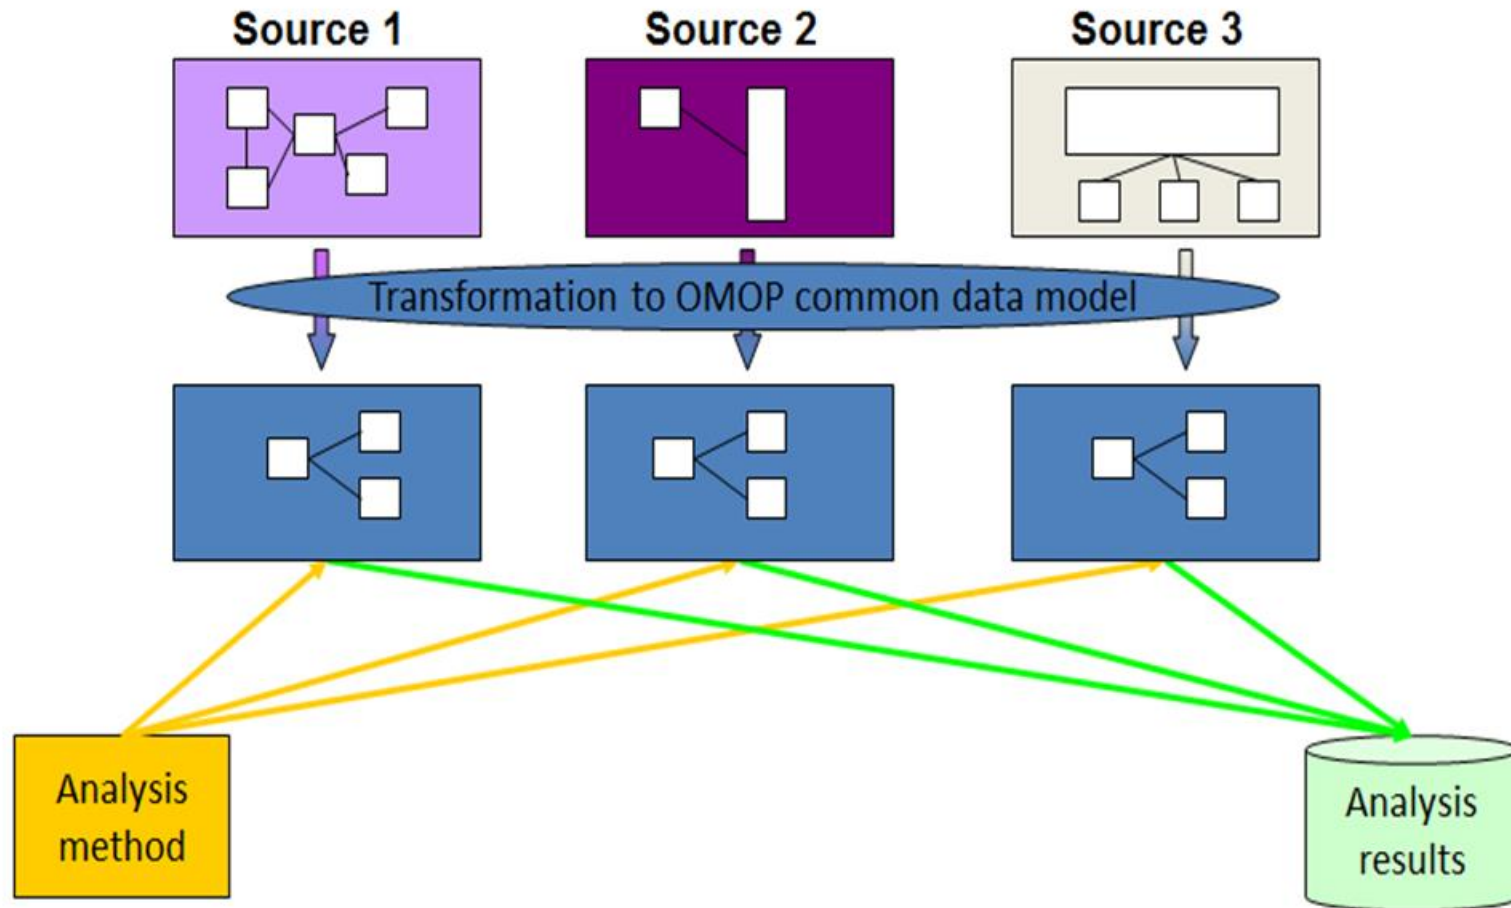 Source 1
Source 2
Source 3
Transformation to OMOP common data model
Analysis
method
Analysis
results